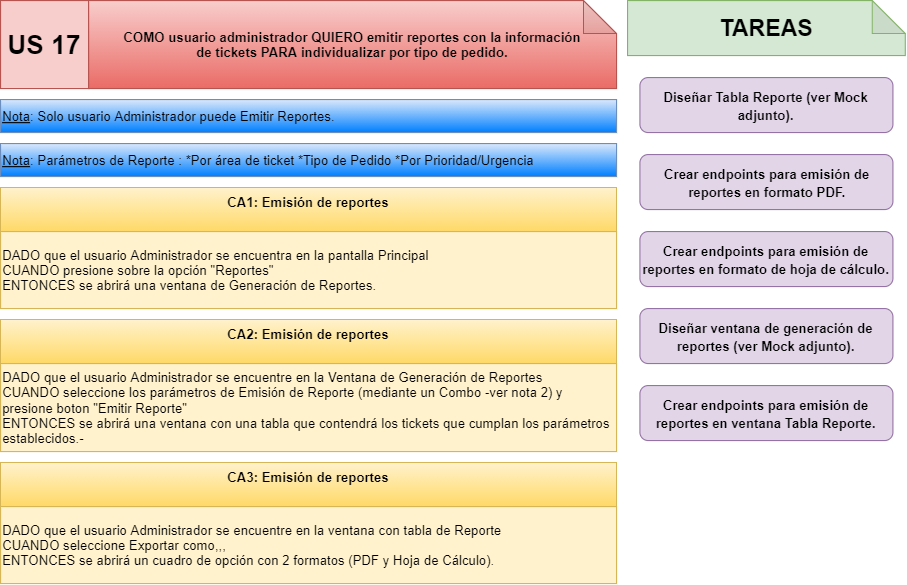 US 17
COMO usuario administrador QUIERO emitir reportes con la información
de tickets PARA individualizar por tipo de pedido.
Nota: Solo usuario Administrador puede Emitir Reportes.
Nota: Parámetros de Reporte : *Por área de ticket *Tipo de Pedido *Por Prioridad/Urgencia
CA1: Emisión de reportes
DADO que el usuario Administrador se encuentra en la pantalla Principal
CUANDO presione sobre la opción "Reportes"
ENTONCES se abrirá una ventana de Generación de Reportes.
CA2: Emisión de reportes
DADO que el usuario Administrador se encuentre en la Ventana de Generación de Reportes
CUANDO seleccione los parámetros de Emisión de Reporte (mediante un Combo -ver nota 2) y
presione boton "Emitir Reporte"
ENTONCES se abrirá una ventana con una tabla que contendrá los tickets que cumplan los parámetros
establecidos.-
CA3: Emisión de reportes
DADO que el usuario Administrador se encuentre en la ventana con tabla de Reporte
CUANDO seleccione Exportar como,,,
ENTONCES se abrirá un cuadro de opción con 2 formatos (PDF y Hoja de Cálculo).
TAREAS
Diseñar Tabla Reporte (ver Mock
adjunto).
Crear endpoints para emisión de
reportes en formato PDF.
Crear endpoints para emisión de
reportes en formato de hoja de cálculo.
Diseñar ventana de generación de
reportes (ver Mock adjunto).
Crear endpoints para emisión de
reportes en ventana Tabla Reporte.